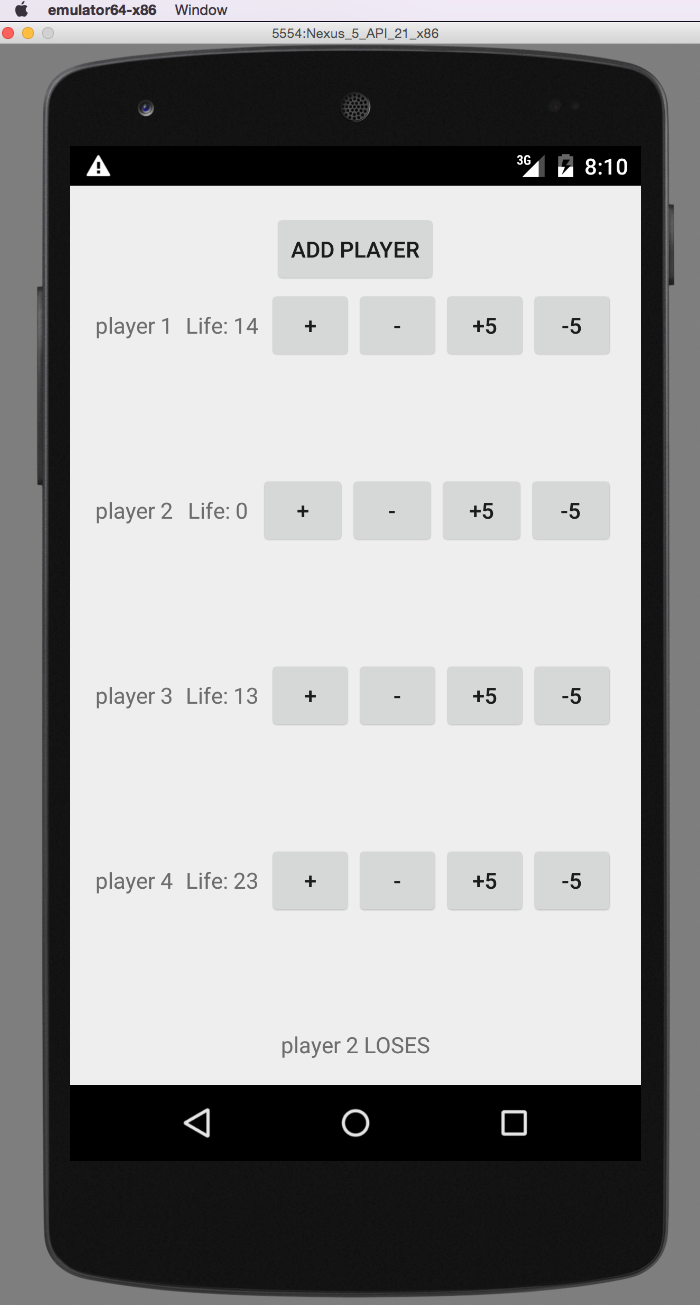 emulator64-x86 Window
5554:Nexus_5_API_21_x86
3G 8:10
ADD PLAYER
player 1 Life: 14 + - +5 -5
player 2 Life: 0 + - +5 -5
player 3 Life: 13 + - +5 -5
player 4 Life: 23 + - +5 -5
player 2 LOSES